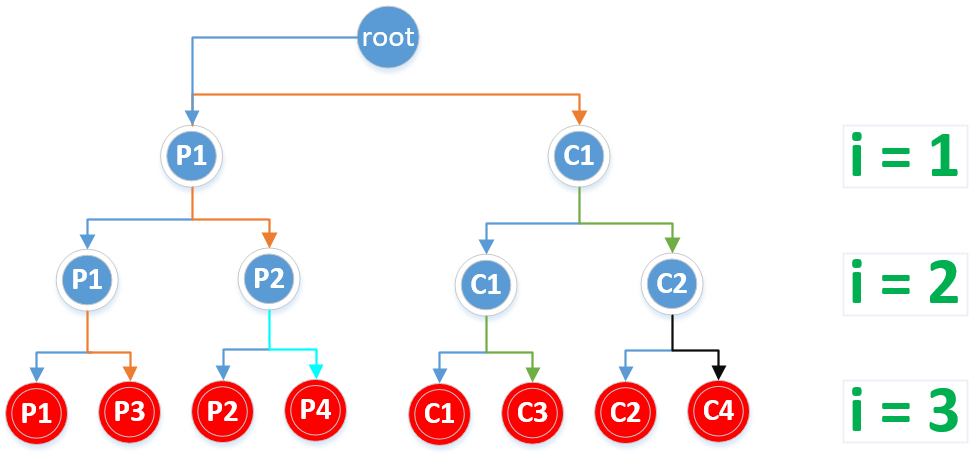 root
P1
C1
i = 1
P1
P2
C1
C2
i = 2
P1
P3
P2
P4
C1
C3
C2
C4
i = 3